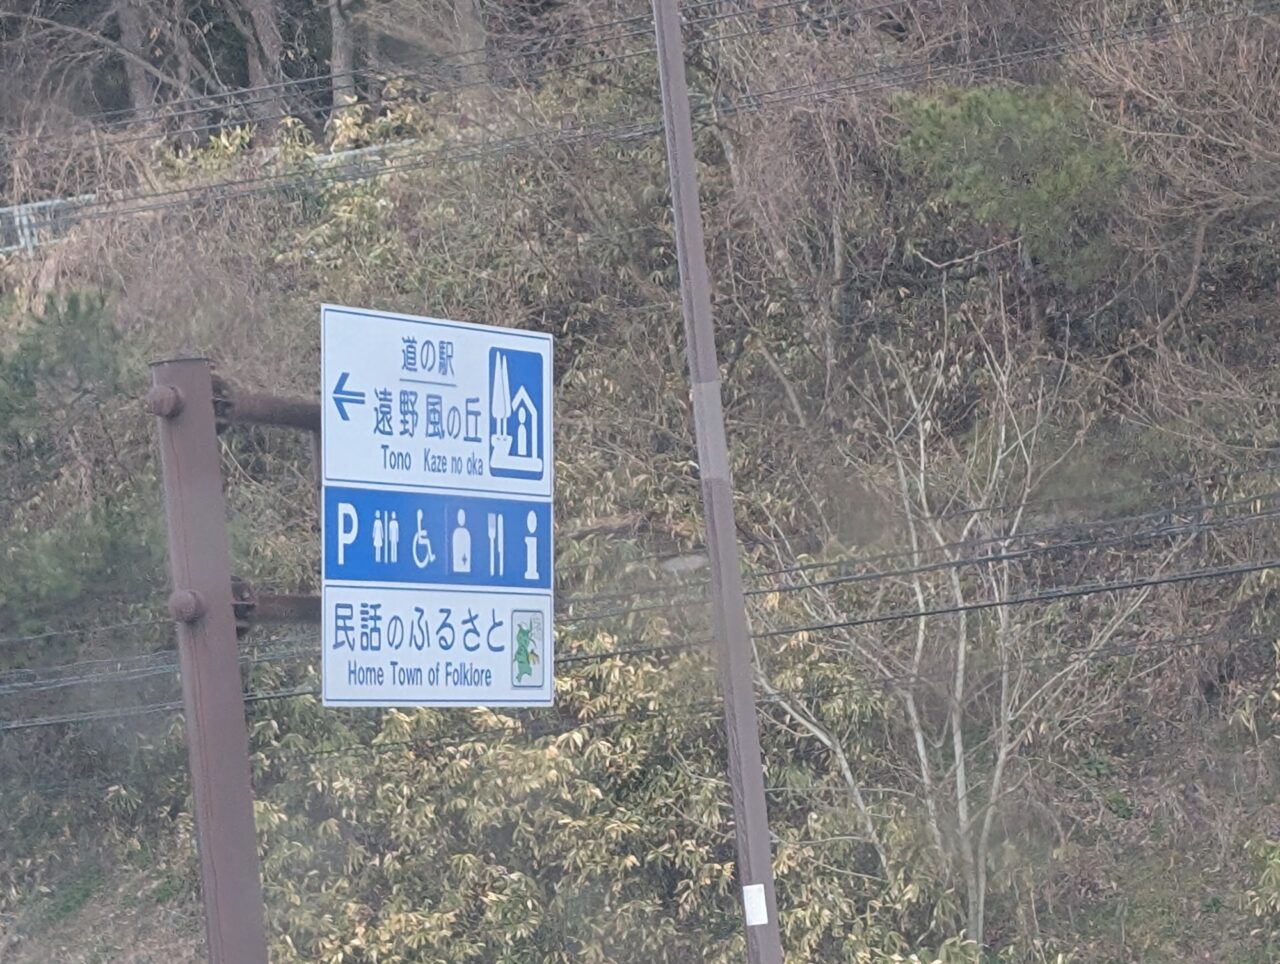 道の駅
遠野風の丘
Tono Kaze no oka
P
i
民話のふるさと
Home Town of Folklore